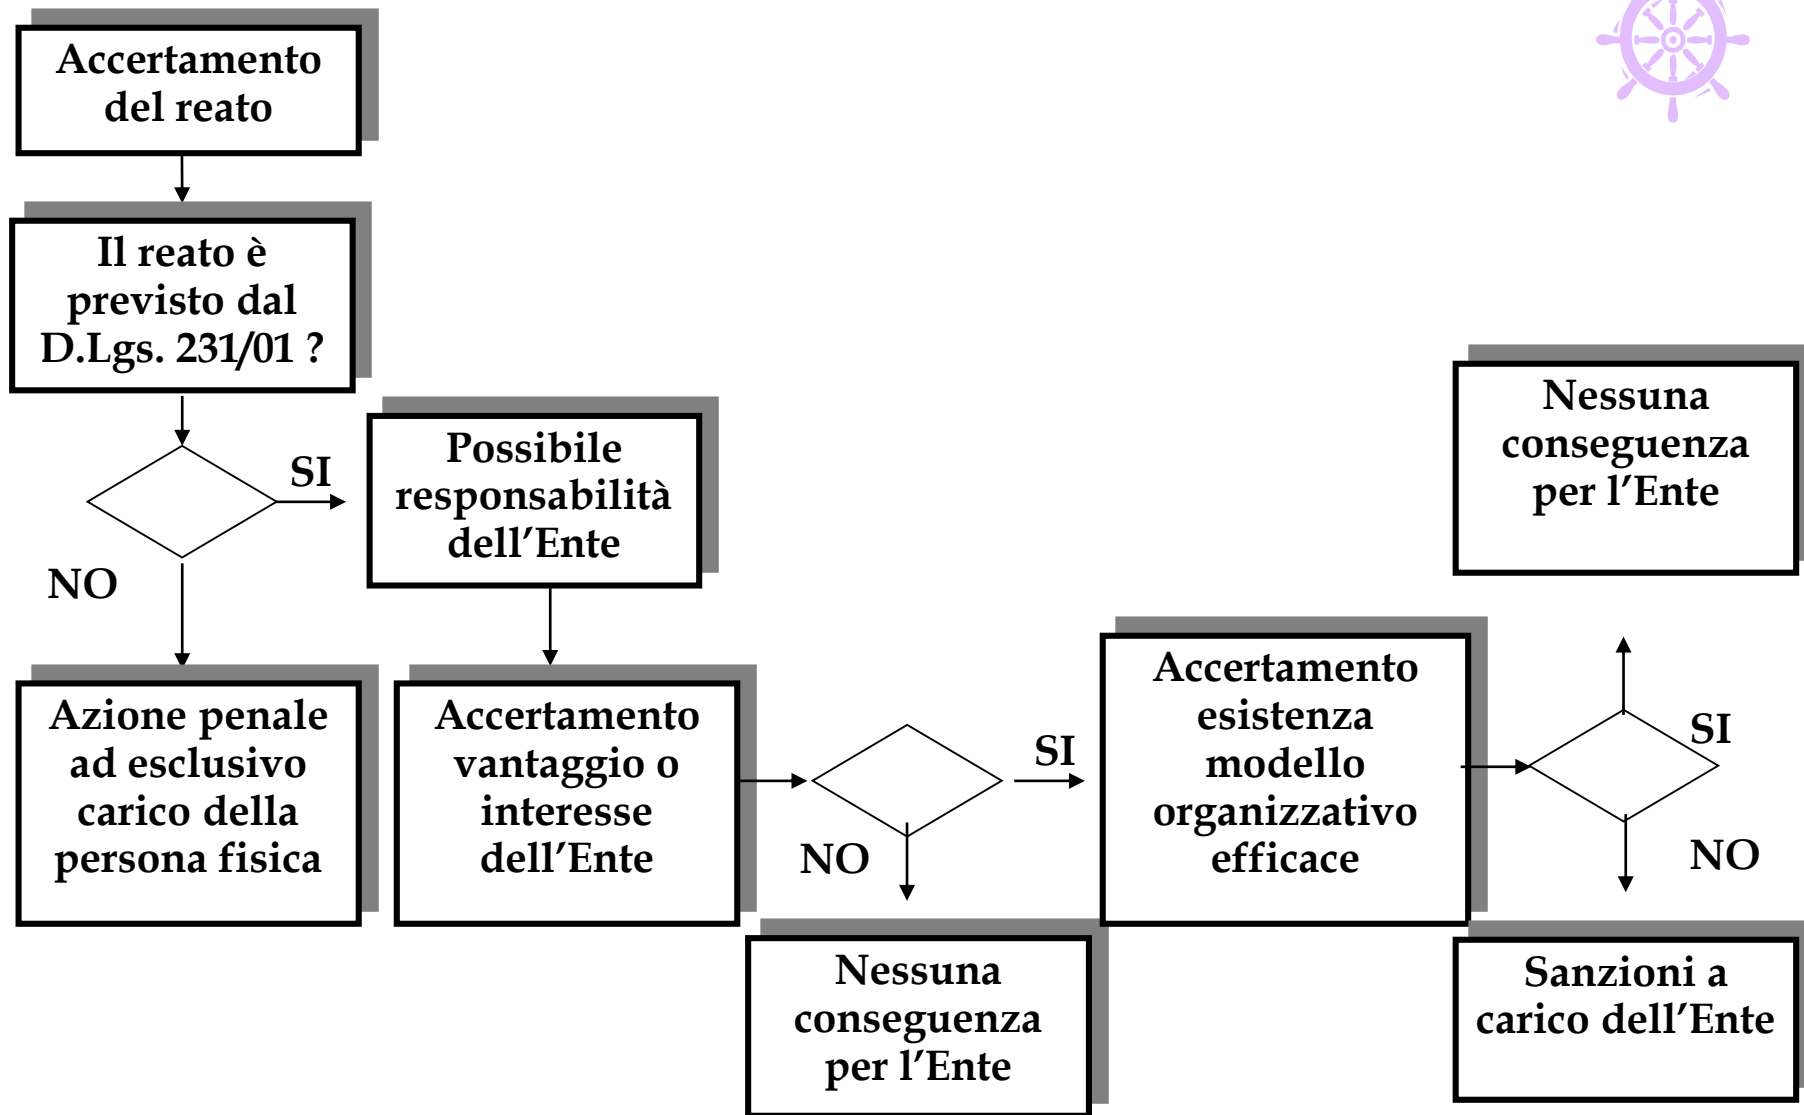 Accertamento
del reato
Il reato è
previsto dal
D.Lgs. 231/01 ?
SI
NO
Possibile
responsabilità
dell’Ente
Azione penale
ad esclusivo
carico della
persona fisica
Accertamento
vantaggio o
interesse
dell’Ente
SI
NO
Nessuna
conseguenza
per l’Ente
Accertamento
esistenza
modello
organizzativo
efficace
SI
NO
Nessuna
conseguenza
per l’Ente
Sanzioni a
carico dell’Ente